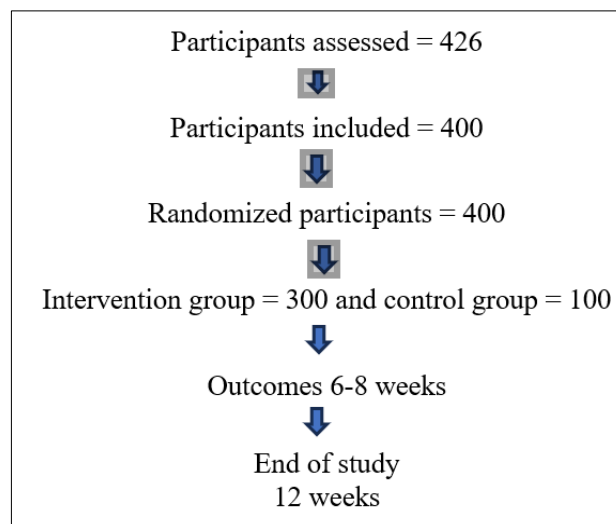 Participants assessed = 426
Participants included = 400
Randomized participants = 400
Intervention group = 300 and control group = 100
Outcomes 6-8 weeks
End of study
12 weeks